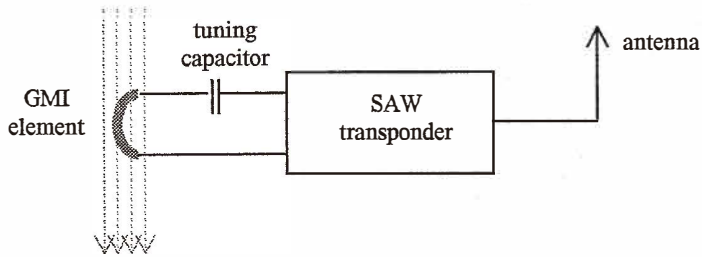 tuning
capacitor
antenna
GMI
element
SAW
transponder